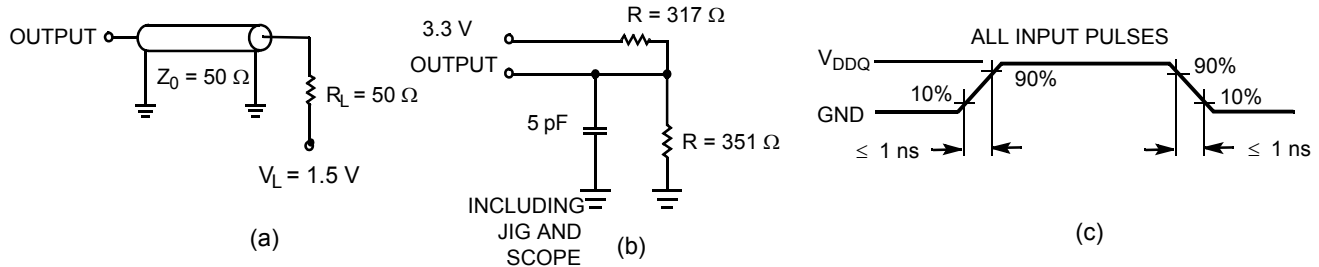 OUTPUT
Z0 = 50 Ω
RL = 50 Ω
VL = 1.5 V
(a)
R = 317 Ω
3.3 V
OUTPUT
5 pF
R = 351 Ω
INCLUDING
JIG AND
SCOPE
(b)
ALL INPUT PULSES
VDDQ
90%
90%
10%
10%
GND
≤ 1 ns
≤ 1 ns
(c)